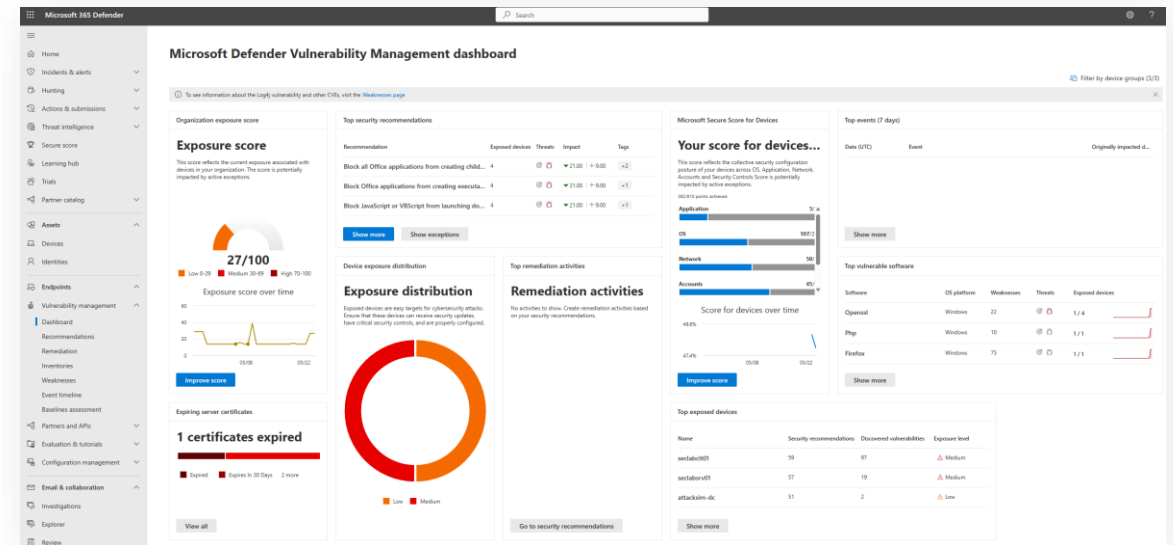 Microsoft 365 Defender
Search
?
Home
Incidents & alerts
Hunting
Actions & submissions
Threat intelligence
Secure score
Learning hub
Trials
Partner catalog
Assets
Devices
Identities
Endpoints
Vulnerability management
Dashboard
Recommendations
Remediation
Inventories
Weaknesses
Event timeline
Baselines assessment
Partners and APIs
Evaluation & tutorials
Configuration management
Email & collaboration
Investigations
Explorer
Review
Microsoft Defender Vulnerability Management dashboard
Filter by device groups (3/3)
To see information about the Log4j vulnerability and other CVEs, visit the Weaknesses page
Organization exposure score
Exposure score
This score reflects the current exposure associated with
devices in your organization. The score is potentially
impacted by active exceptions.
27/100
Low 0-29 Medium 30-69 High 70-100
Exposure score over time
60
40
20
0
05/08 05/22
Improve score
Top security recommendations
Recommendation Exposed devices Threats Impact Tags
Block all Office applications from creating child... 4 21.00 + 9.00 +2
Block Office applications from creating executa... 4 21.00 + 9.00 +1
Block JavaScript or VBScript from launching do... 4 21.00 + 9.00 +1
Show more Show exceptions
Microsoft Secure Score for Devices
Your score for devices...
This score reflects the collective security configuration
posture of your devices across OS, Application, Network,
Accounts and Security Controls Score is potentially
impacted by active exceptions.
points achieved
Application 5/
OS 107/2
Network 50/
Accounts 45/
Score for devices over time
49.8%
47.4%
05/08 05/22
Improve score
Top events (7 days)
Date (UTC) Event Originally impacted d...
Show more
Device exposure distribution
Exposure distribution
Exposed devices are easy targets for cybersecurity attacks.
Ensure that these devices can receive security updates,
have critical security controls, and are properly configured.
Low Medium
Top remediation activities
Remediation activities
No activities to show. Create remediation activities based
on your security recommendations.
Go to security recommendations
Top vulnerable software
Software OS platform Weaknesses Threats Exposed devices
Openssl Windows 22 1 / 4
Php Windows 10 1 / 1
Firefox Windows 75 1 / 1
Show more
Expiring server certificates
1 certificates expired
Expired Expires In 30 Days 2 more
View all
Top exposed devices
Name Security recommendations Discovered vulnerabilities Exposure level
seclabclt01 59 97 Medium
seclabsrv01 57 19 Medium
attacksim-dc 51 2 Low
Show more